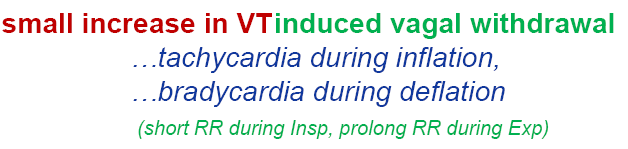 small increase in VTinduced vagal withdrawal
…tachycardia during inflation,
…bradycardia during deflation
(short RR during Insp, prolong RR during Exp)